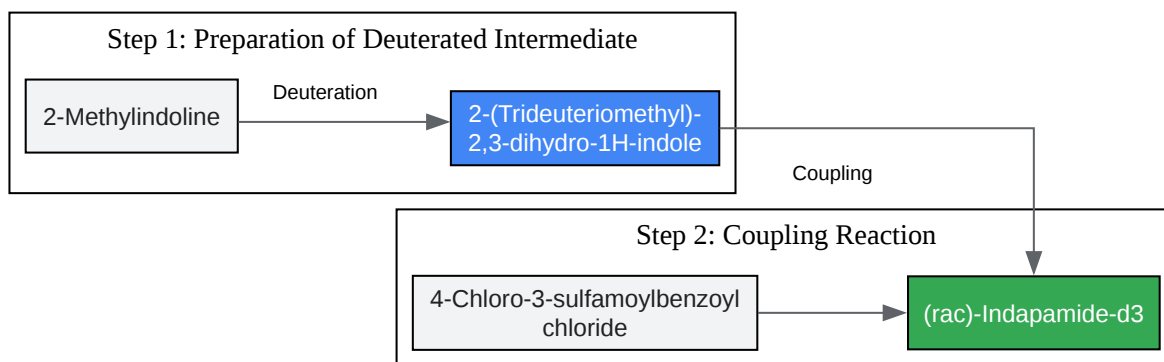 Step 1: Preparation of Deuterated Intermediate
2-Methylindoline
Deuteration
2-(Trideuteriomethyl)-
2,3-dihydro-1H-indole
Coupling
Step 2: Coupling Reaction
4-Chloro-3-sulfamoylbenzoyl
chloride
(rac)-Indapamide-d3